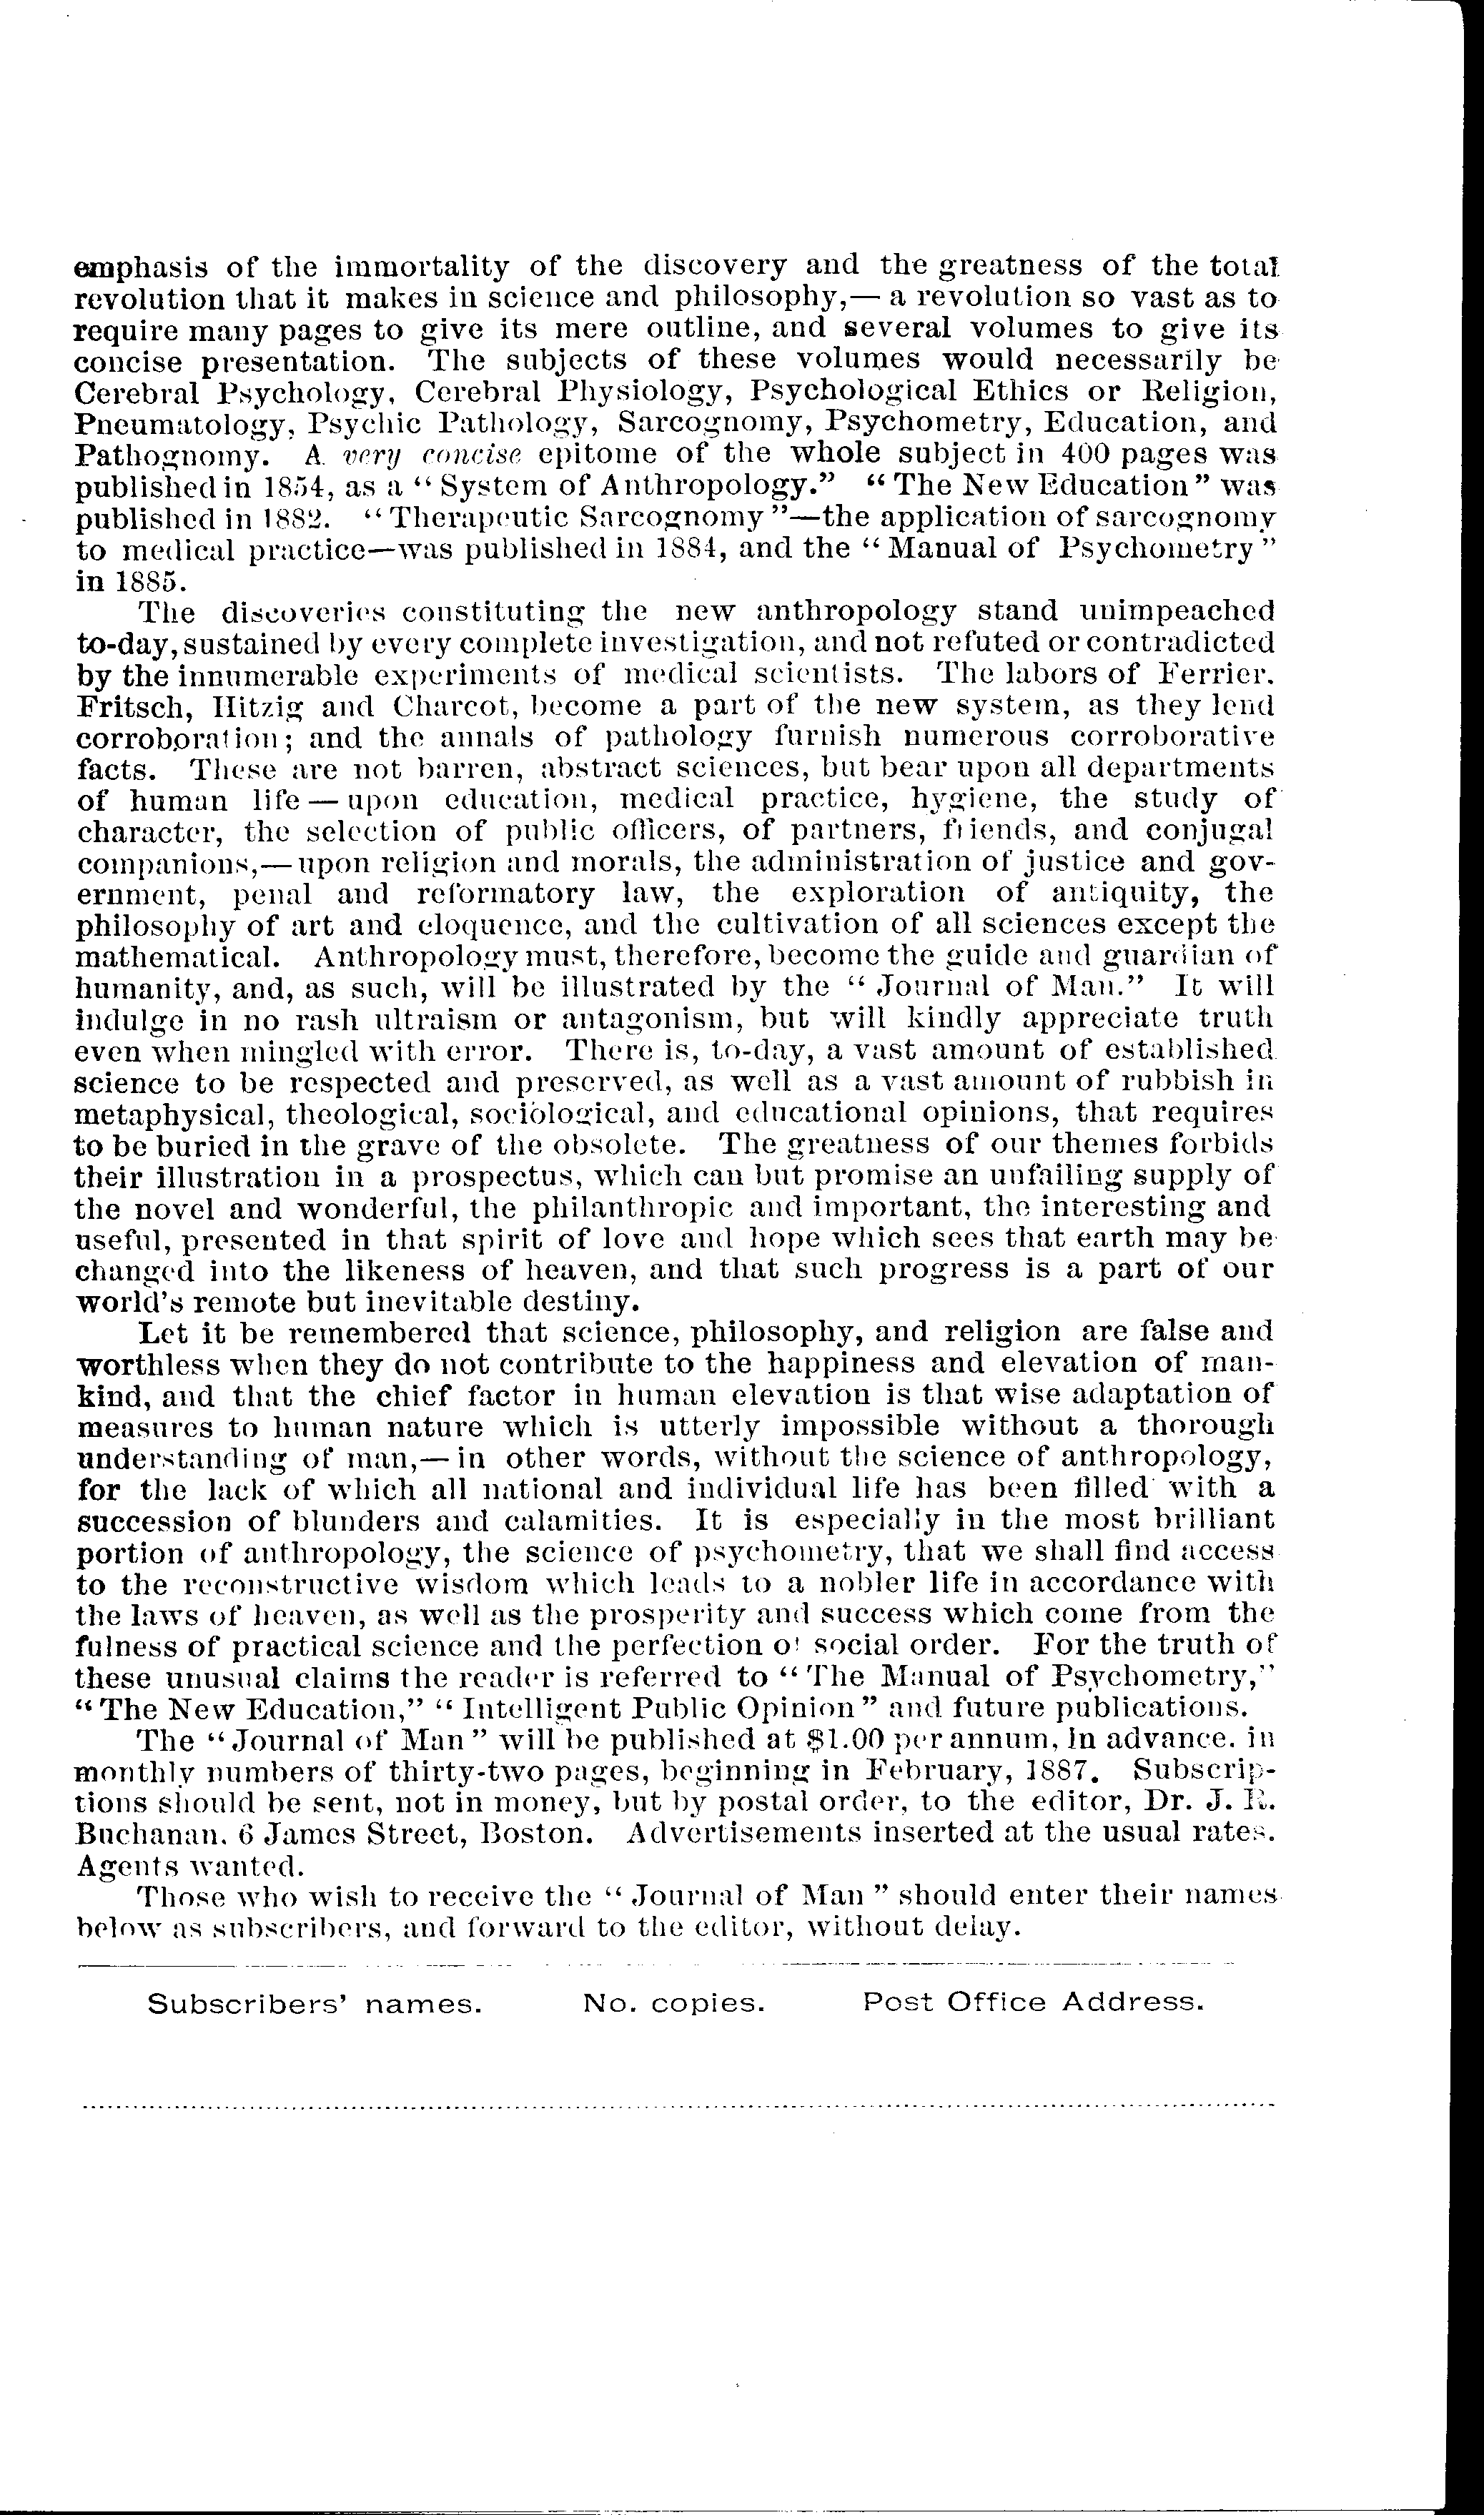 emphasis of the immortality of the discovery and the greatness of the total
revolution that it makes in science and philosophy,— a revolution so vast as to
require many pages to give its mere outline, and several volumes to give its
concise presentation. The subjects of these volumes would necessarily be
Cerebral Psychology, Cerebral Physiology, Psychological Ethics or Religion,
Pneumatology, Psychic Pathology, Sarcognomy, Psychometry, Education, and
Pathognomy. A very concise epitome of the whole subject in 400 pages was
published in 1854, as a “ System of Anthropology.” “ The New Education ” was
published in 1882. “ Therapeutic Sarcognomy ”—the application of sarcognomy
to medical practice—was published in 1884, and the “ Manual of Psychometry ”
in 1885.
The discoveries constituting the new anthropology stand unimpeached
to-day, sustained by every complete investigation, and not refuted or contradicted
by the innumerable experiments of medical scientists. The labors of Ferrier.
Fritsch, Hitzig and Charcot, become a part of the new system, as they lend
corroboration; and the annals of pathology furnish numerous corroborative
facts. These are not barren, abstract sciences, but bear upon all departments
of human life — upon education, medical practice, hygiene, the study of
character, the selection of public officers, of partners, friends, and conjugal
companions,— upon religion and morals, the administration of justice and gov-
ernment, penal and reformatory law, the exploration of antiquity, the
philosophy of art and eloquence, and the cultivation of all sciences except the
mathematical. Anthropology must, therefore, become the guide and guardian of
humanity, and, as such, will be illustrated by the “ Journal of Man.” It will
indulge in no rash ultraism or antagonism, but will kindly appreciate truth
even when mingled with error. There is, to-day, a vast amount of established
science to be respected and preserved, as well as a vast amount of rubbish in
metaphysical, theological, sociological, and educational opinions, that requires
to be buried in the grave of the obsolete. The greatness of our themes forbids
their illustration in a prospectus, which can but promise an unfailing supply of
the novel and wonderful, the philanthropic and important, the interesting and
useful, presented in that spirit of love and hope which sees that earth may be
changed into the likeness of heaven, and that such progress is a part of our
world's remote but inevitable destiny.
Let it be remembered that science, philosophy, and religion are false and
worthless when they do not contribute to the happiness and elevation of man-
kind, and that the chief factor in human elevation is that wise adaptation of
measures to human nature which is utterly impossible without a thorough
understanding of man,— in other words, without the science of anthropology,
for the lack of which all national and individual life has been filled with a
succession of blunders and calamities. It is especially in the most brilliant
portion of anthropology, the science of psychometry, that we shall find access
to the reconstructive wisdom which leads to a nobler life in accordance with
the laws of heaven, as well as the prosperity and success which come from the
fulness of practical science and the perfection of social order. For the truth of
these unusual claims the reader is referred to “ The Manual of Psychometry,”
“ The New Education,” “ Intelligent Public Opinion ” and future publications.
The “ Journal of Man ” will be published at $1.00 per annum, in advance. in
monthly numbers of thirty-two pages, beginning in February, 1887. Subscrip-
tions should be sent, not in money, but by postal order, to the editor, Dr. J. R.
Buchanan. 6 James Street, Boston. Advertisements inserted at the usual rates.
Agents wanted.
Those who wish to receive the “ Journal of Man ” should enter their names
below as subscribers, and forward to the editor, without delay.
Subscribers’ names. No. copies. Post Office Address.